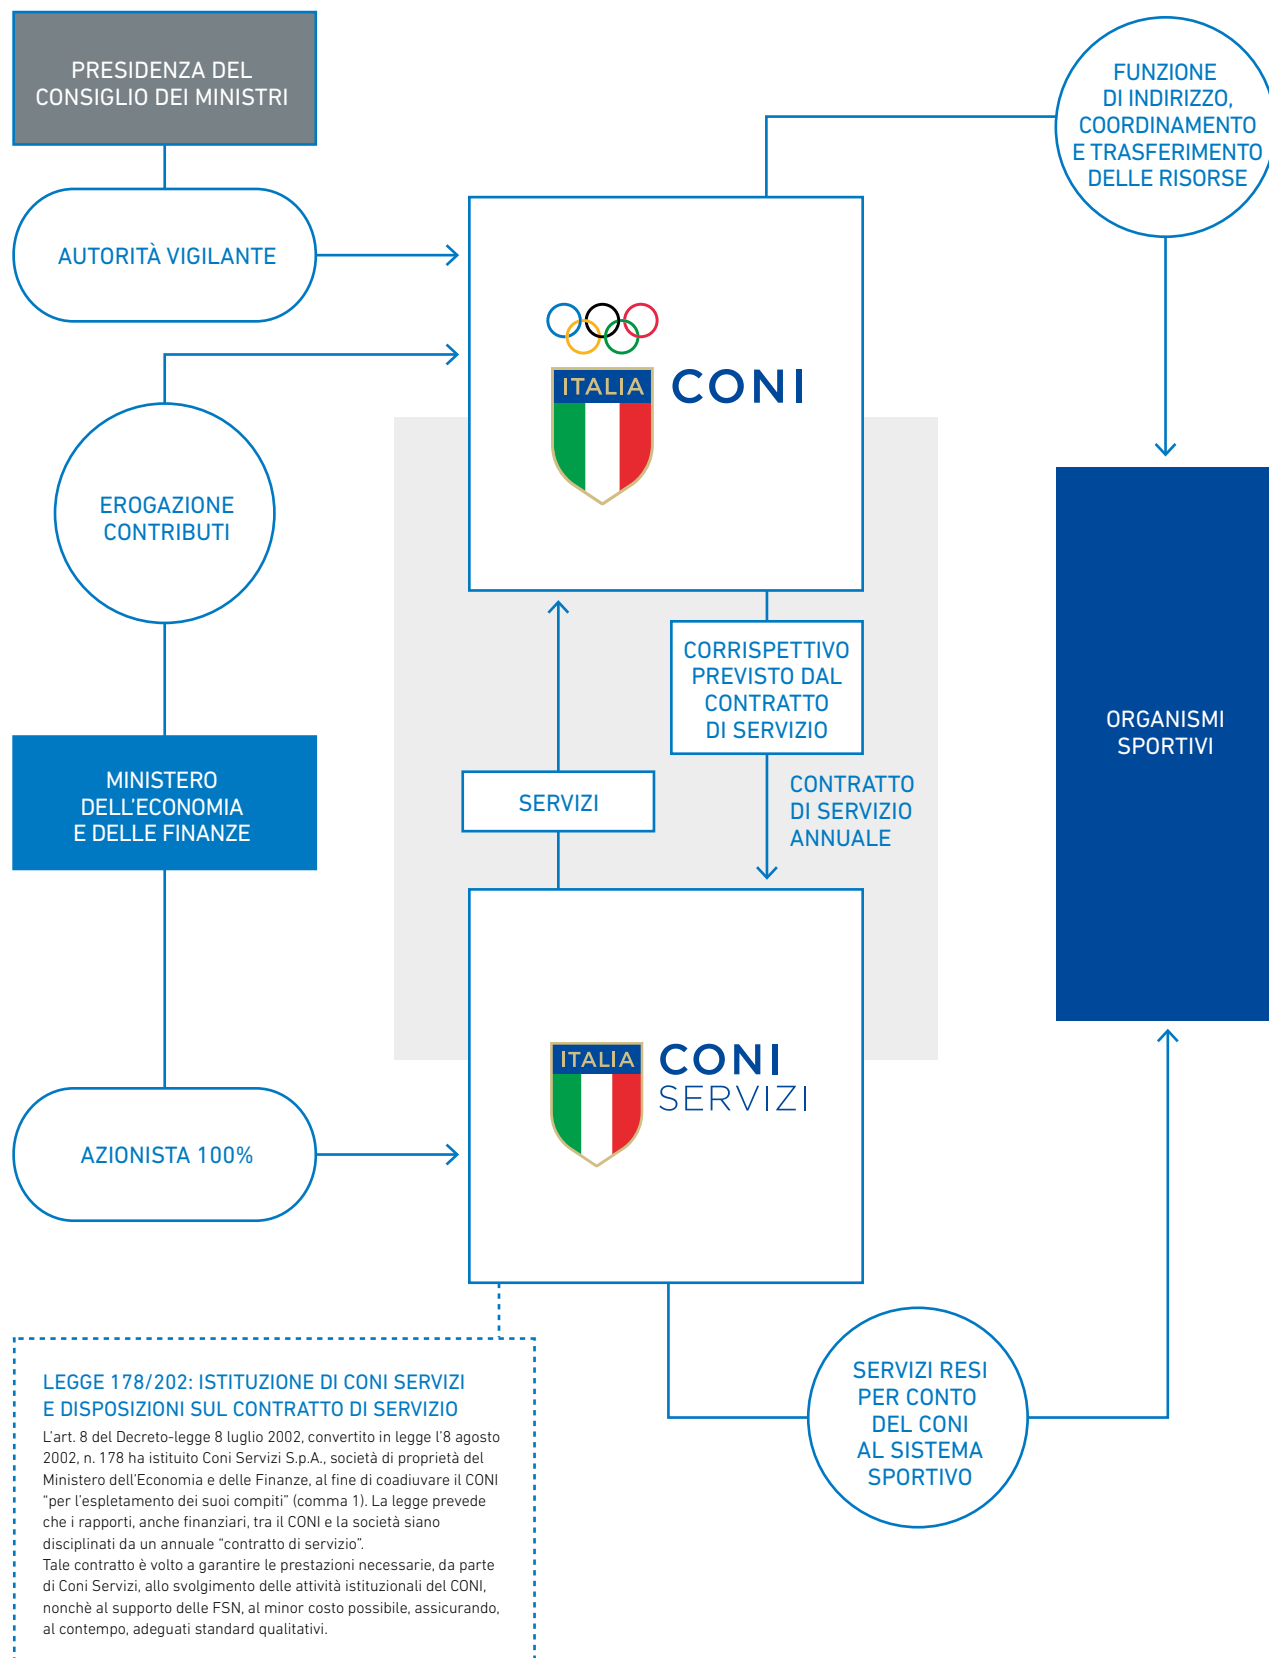 PRESIDENZA DEL
CONSIGLIO DEI MINISTRI
FUNZIONE
DI INDIRIZZO,
COORDINAMENTO
E TRASFERIMENTO
DELLE RISORSE
AUTORITÀ VIGILANTE
ITALIA
CONI
EROGAZIONE
CONTRIBUTI
CORRISPETTIVO
PREVISTO DAL
CONTRATTO
DI SERVIZIO
ORGANISMI
SPORTIVI
MINISTERO
DELL'ECONOMIA
E DELLE FINANZE
SERVIZI
CONTRATTO
DI SERVIZIO
ANNUALE
ITALIA
CONI
SERVIZI
AZIONISTA 100%
SERVIZI RESI
PER CONTO
DEL CONI
AL SISTEMA
SPORTIVO
LEGGE 178/202: ISTITUZIONE DI CONI SERVIZI
E DISPOSIZIONI SUL CONTRATTO DI SERVIZIO
L'art. 8 del Decreto-legge 8 luglio 2002, convertito in legge l'8 agosto
2002, n. 178 ha istituito Coni Servizi S.p.A., società di proprietà del
Ministero dell'Economia e delle Finanze, al fine di coadiuvare il CONI
“per l'espletamento dei suoi compiti” (comma 1). La legge prevede
che i rapporti, anche finanziari, tra il CONI e la società siano
disciplinati da un annuale “contratto di servizio”.
Tale contratto è volto a garantire le prestazioni necessarie, da parte
di Coni Servizi, allo svolgimento delle attività istituzionali del CONI,
nonchè al supporto delle FSN, al minor costo possibile, assicurando,
al contempo, adeguati standard qualitativi.